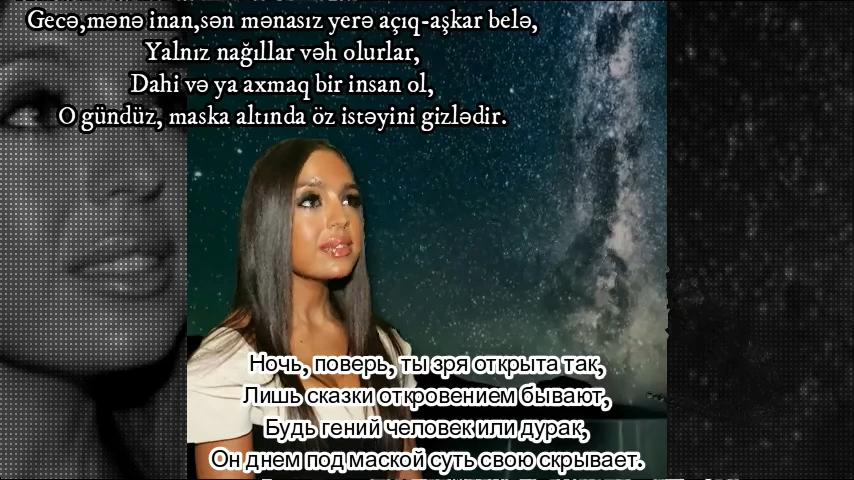 Gecə,mənə inan,sən mənasız yerə açıq-aşkar belə,
Yalnız nağıllar vəh olurlar,
Dahi və ya axmaq bir insan ol,
O gündüz, maska altında öz istəyini gizlədir.
Ночь, поверь, ты зря открыта так,
Лишь сказки откровением бывают,
Будь гений человек или дурак,
Он днем под маской суть свою скрывает.